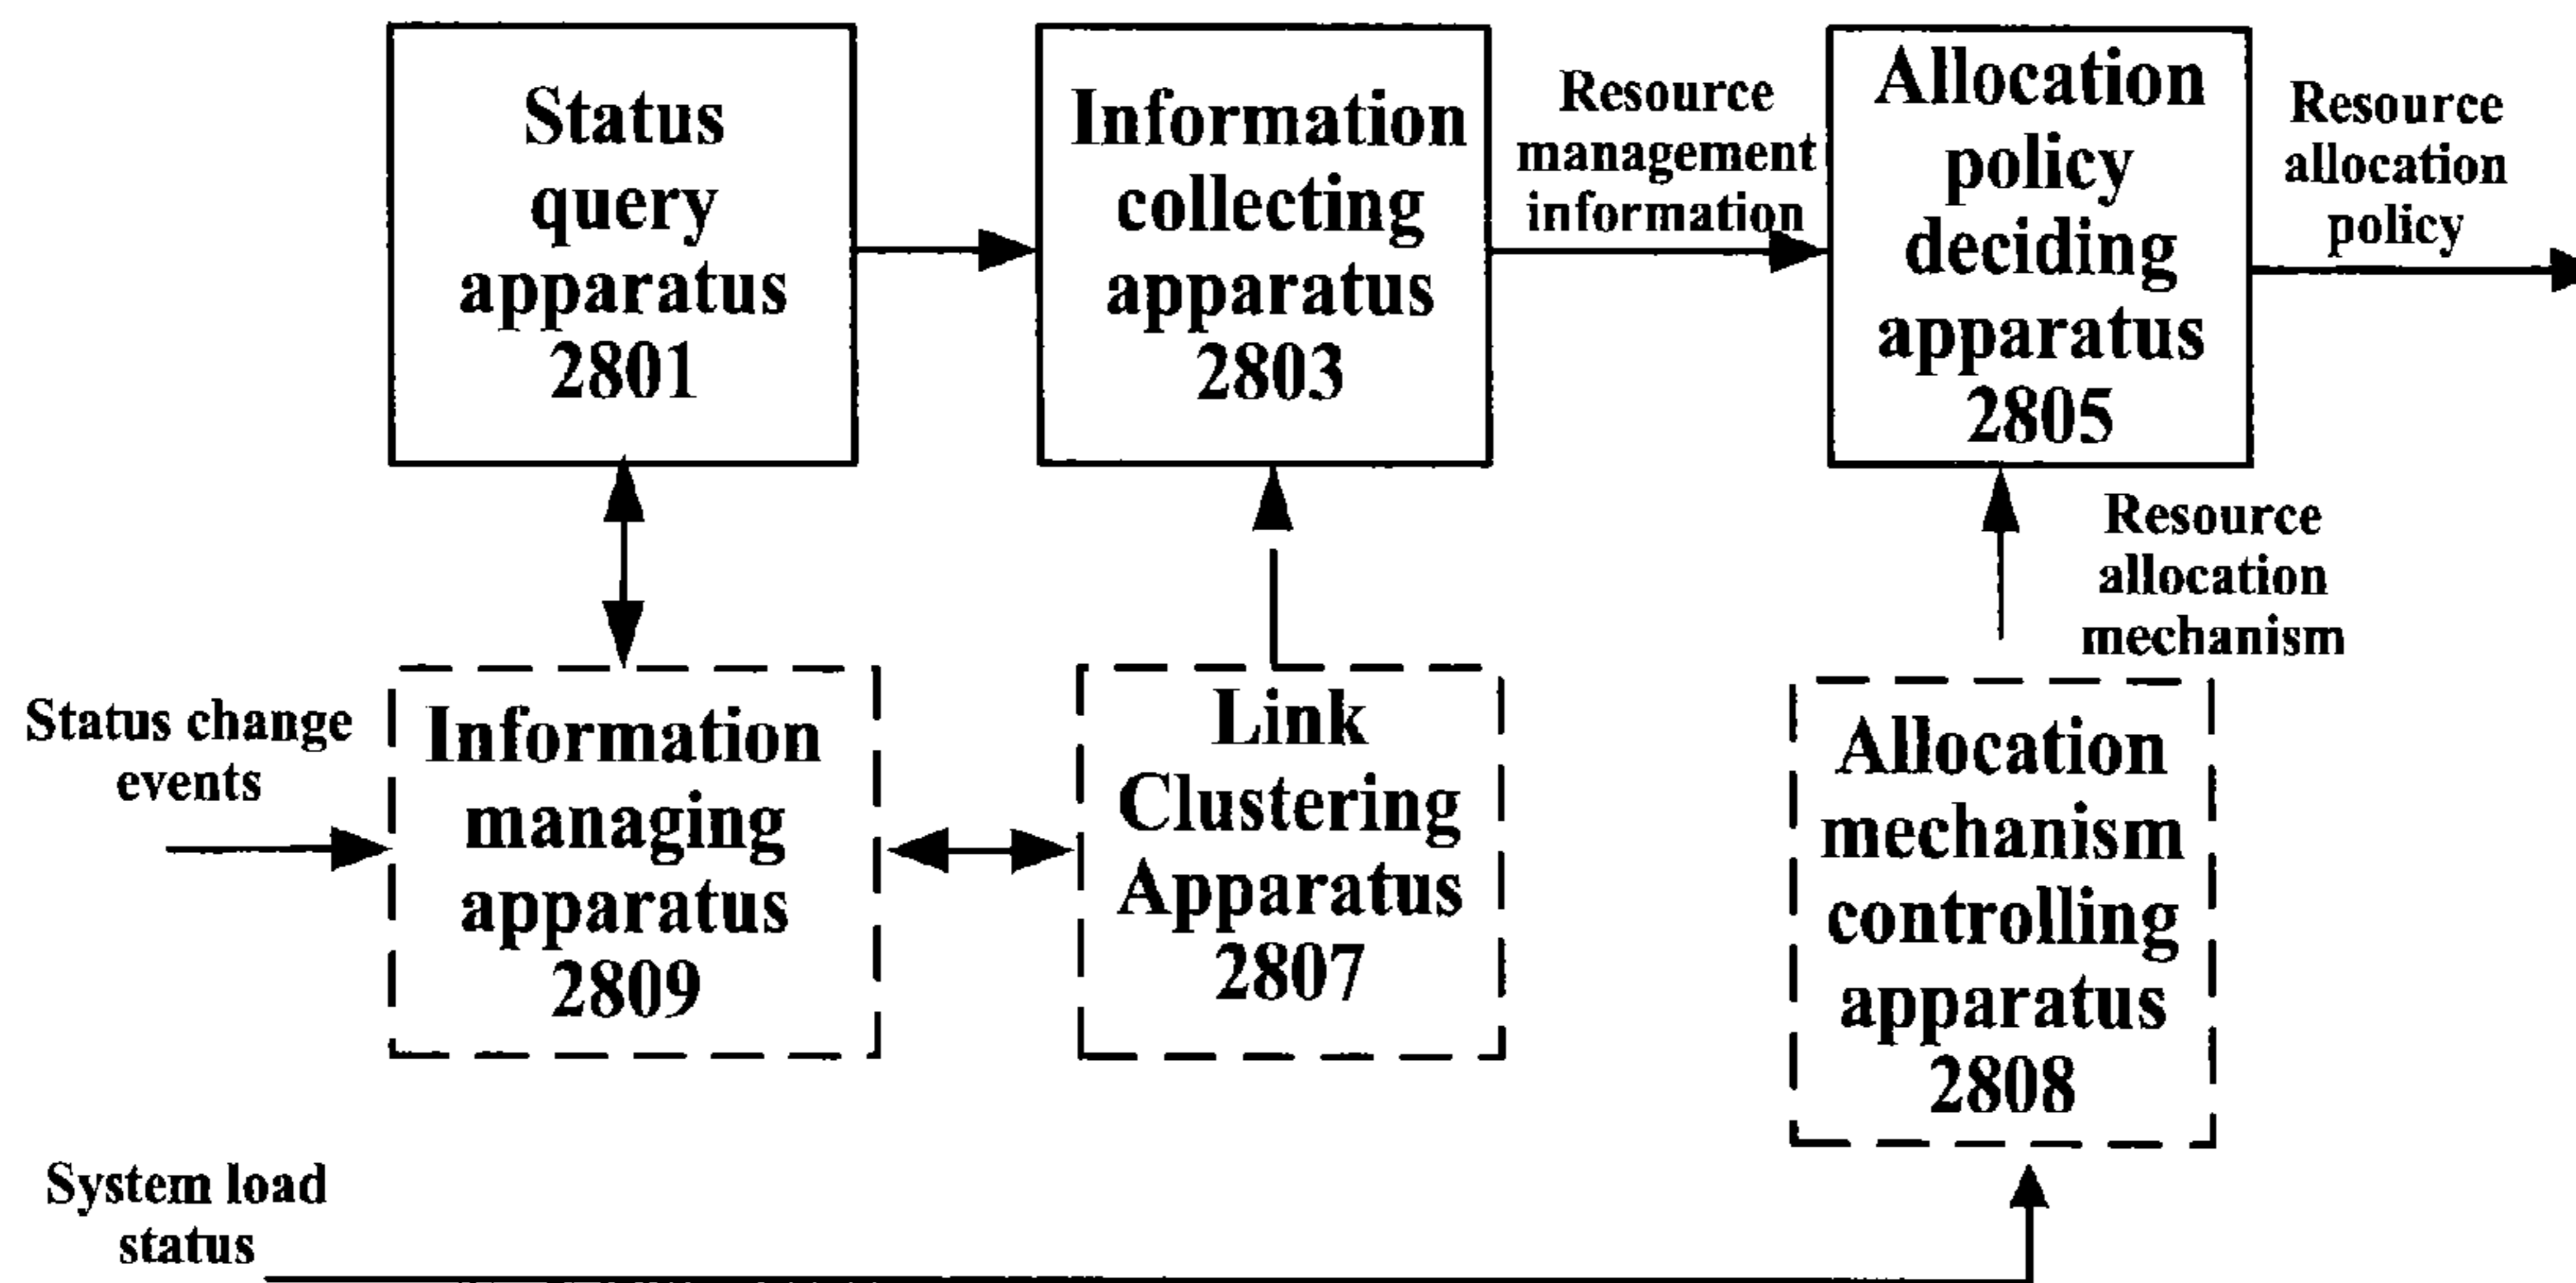 Status
query
apparatus
2801
Information
collecting
apparatus
2803
Resource
management
information
Allocation
policy
deciding
apparatus
2805
Resource
allocation
policy
Resource
allocation
mechanism
Status change
events
Information
managing
apparatus
2809
Link
Clustering
Apparatus
2807
Allocation
mechanism
controlling
apparatus
2808
System load
status